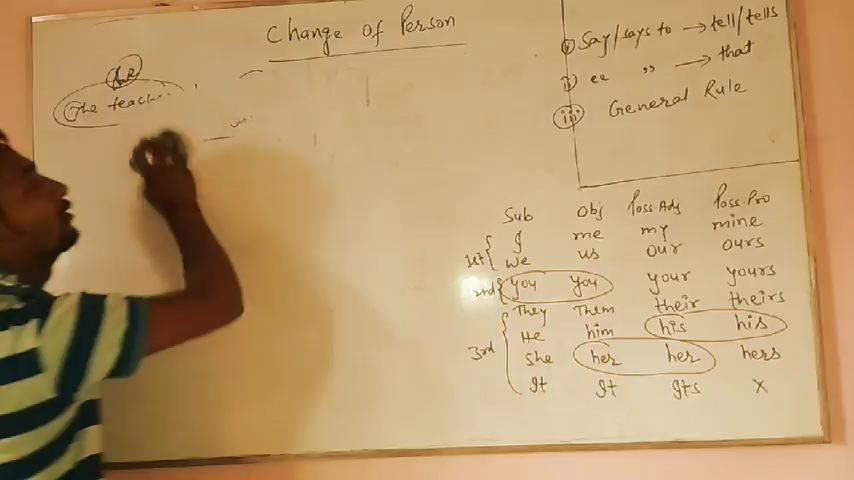 Change of Person
The teacher
i) Say/says to → tell/tells
ii) " " → that
iii) General Rule
Sub Obj Poss.Adj Poss.Pro
1st I me my mine
we us our ours
2nd you you your yours
They Them their theirs
3rd He him his his
She her her hers
It It Its X